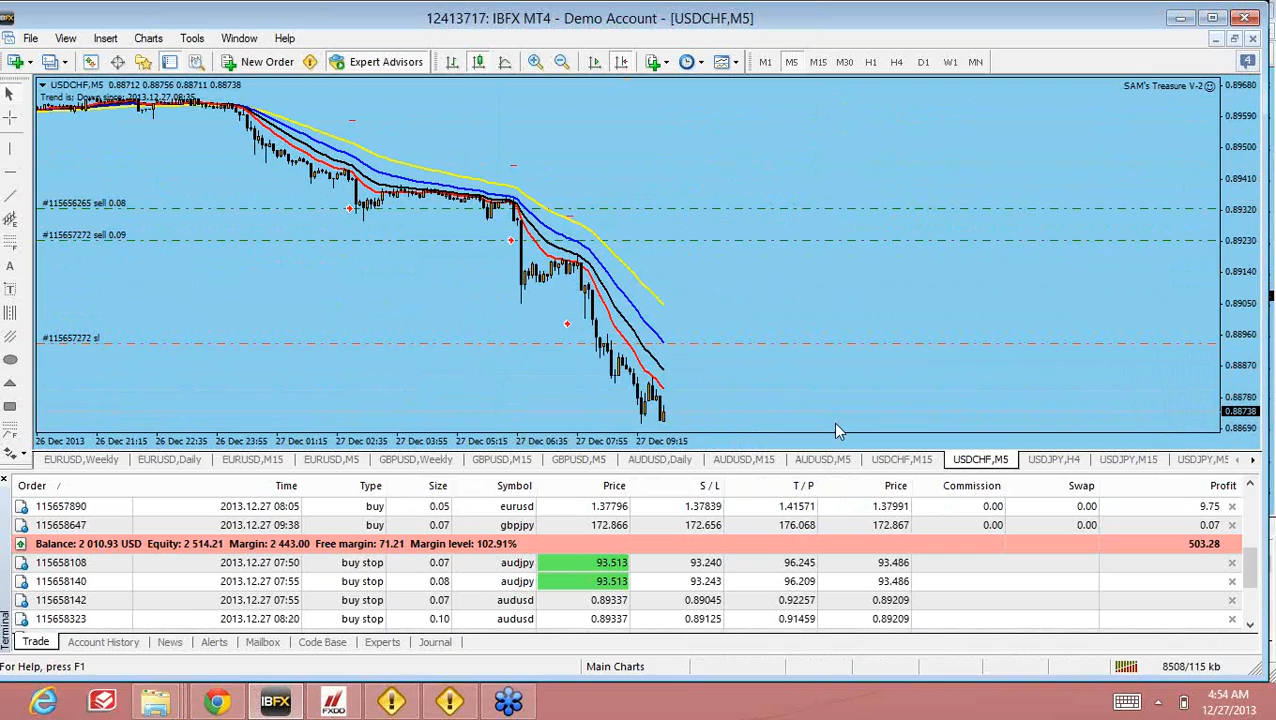 12413717: IBFX MT4 - Demo Account - [USDCHF,M5]
File View Insert Charts Tools Window Help
New Order Expert Advisors M1 M5 M15 M30 H1 H4 D1 W1 MN 4
USDCHF,M5 0.88712 0.88756 0.88711 0.88738
SAM's Treasure V-2
Trend is: Down since: 2013.12.27 08:35
0.89680
0.89590
0.89500
0.89410
#115656265 sell 0.08
0.89320
#115657272 sell 0.09
0.89230
0.89140
0.89050
#115657272 sl
0.88960
0.88870
0.88780
0.88738
0.88690
26 Dec 2013 26 Dec 21:15 26 Dec 22:35 26 Dec 23:55 27 Dec 01:15 27 Dec 02:35 27 Dec 03:55 27 Dec 05:15 27 Dec 06:35 27 Dec 07:55 27 Dec 09:15
EURUSD,Weekly EURUSD,Daily EURUSD,M15 EURUSD,M5 GBPUSD,Weekly GBPUSD,M15 GBPUSD,M5 AUDUSD,Daily AUDUSD,M15 AUDUSD,M5 USDCHF,M15 USDCHF,M5 USDJPY,H4 USDJPY,M15 USDJPY,M5
Order / Time Type Size Symbol Price S / L T / P Price Commission Swap Profit
115657890 2013.12.27 08:05 buy 0.05 eurusd 1.37796 1.37839 1.41571 1.37991 0.00 0.00 9.75
115658647 2013.12.27 09:38 buy 0.07 gbpjpy 172.866 172.656 176.068 172.867 0.00 0.00 0.07
Balance: 2 010.93 USD Equity: 2 514.21 Margin: 2 443.00 Free margin: 71.21 Margin level: 102.91% 503.28
115658108 2013.12.27 07:50 buy stop 0.07 audjpy 93.513 93.240 96.245 93.486
115658140 2013.12.27 07:55 buy stop 0.08 audjpy 93.513 93.243 96.209 93.486
115658142 2013.12.27 07:55 buy stop 0.07 audusd 0.89337 0.89045 0.92257 0.89209
115658323 2013.12.27 08:20 buy stop 0.10 audusd 0.89337 0.89125 0.91459 0.89209
Terminal
Trade Account History News Alerts Mailbox Code Base Experts Journal
For Help, press F1 Main Charts 8508/115 kb
IBFX FXDD 4:54 AM
12/27/2013